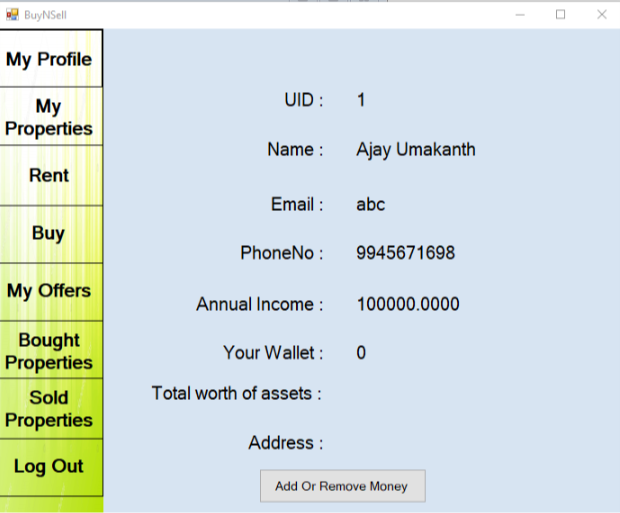 BuyNSell
My Profile
My
Properties
Rent
Buy
My Offers
Bought
Properties
Sold
Properties
Log Out
UID : 1
Name : Ajay Umakanth
Email : abc
PhoneNo : 9945671698
Annual Income : 100000.0000
Your Wallet : 0
Total worth of assets :
Address :
Add Or Remove Money